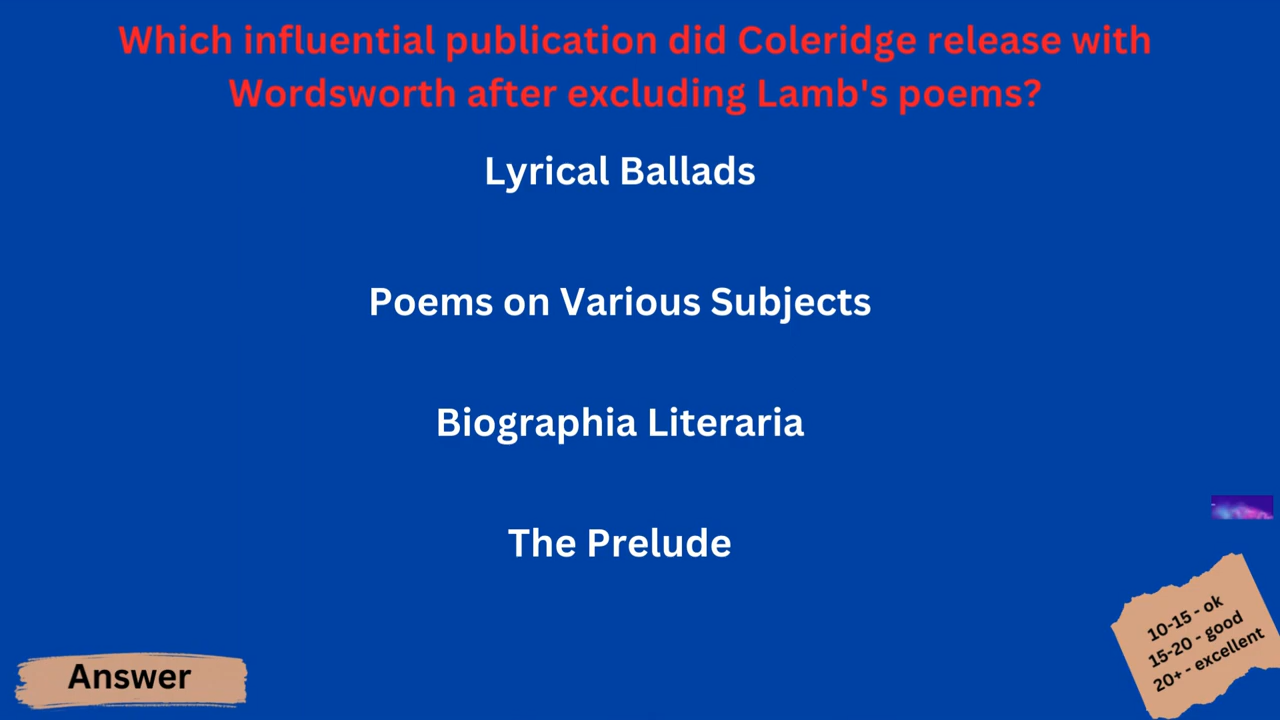 Which influential publication did Coleridge release with
Wordsworth after excluding Lamb's poems?
Lyrical Ballads
Poems on Various Subjects
Biographia Literaria
The Prelude
Answer
10-15 - ok
15-20 - good
20+ - excellent